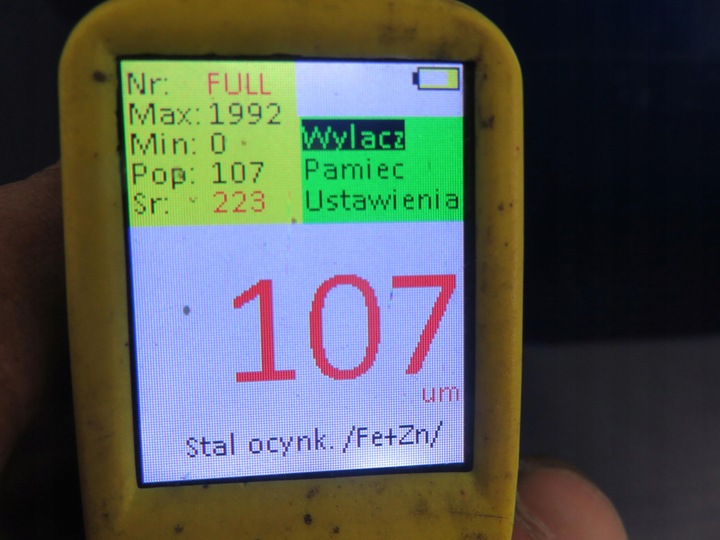 Nr: FULL
Max: 1992
Min: 0
Pop: 107
Sr: 223
Wylacz
Pamiec
Ustawienia
107
um
Stal ocynk. /Fe+Zn/